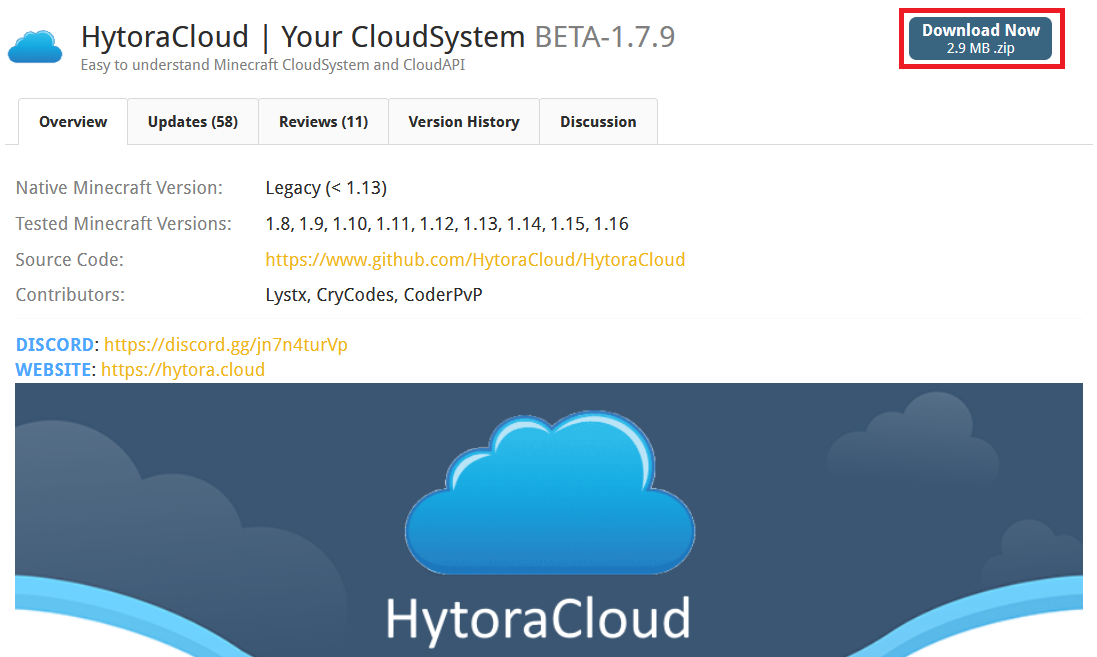 HytoraCloud | Your CloudSystem BETA-1.7.9
Easy to understand Minecraft CloudSystem and CloudAPI
Download Now
2.9 MB .zip
Overview
Updates (58)
Reviews (11)
Version History
Discussion
Native Minecraft Version: Legacy (< 1.13)
Tested Minecraft Versions: 1.8, 1.9, 1.10, 1.11, 1.12, 1.13, 1.14, 1.15, 1.16
Source Code: https://www.github.com/HytoraCloud/HytoraCloud
Contributors: Lystx, CryCodes, CoderPvP
DISCORD: https://discord.gg/jn7n4turVp
WEBSITE: https://hytora.cloud
HytoraCloud